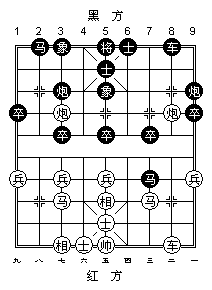 黑 方
1 2 3 4 5 6 7 8 9
马 象 将 士 车
士
炮 象 炮
卒 炮 炮 卒
卒 卒 卒
兵 兵 兵 马 兵
马 相 马
士
相 士 帅 车
九 八 七 六 五 四 三 二 一
红 方